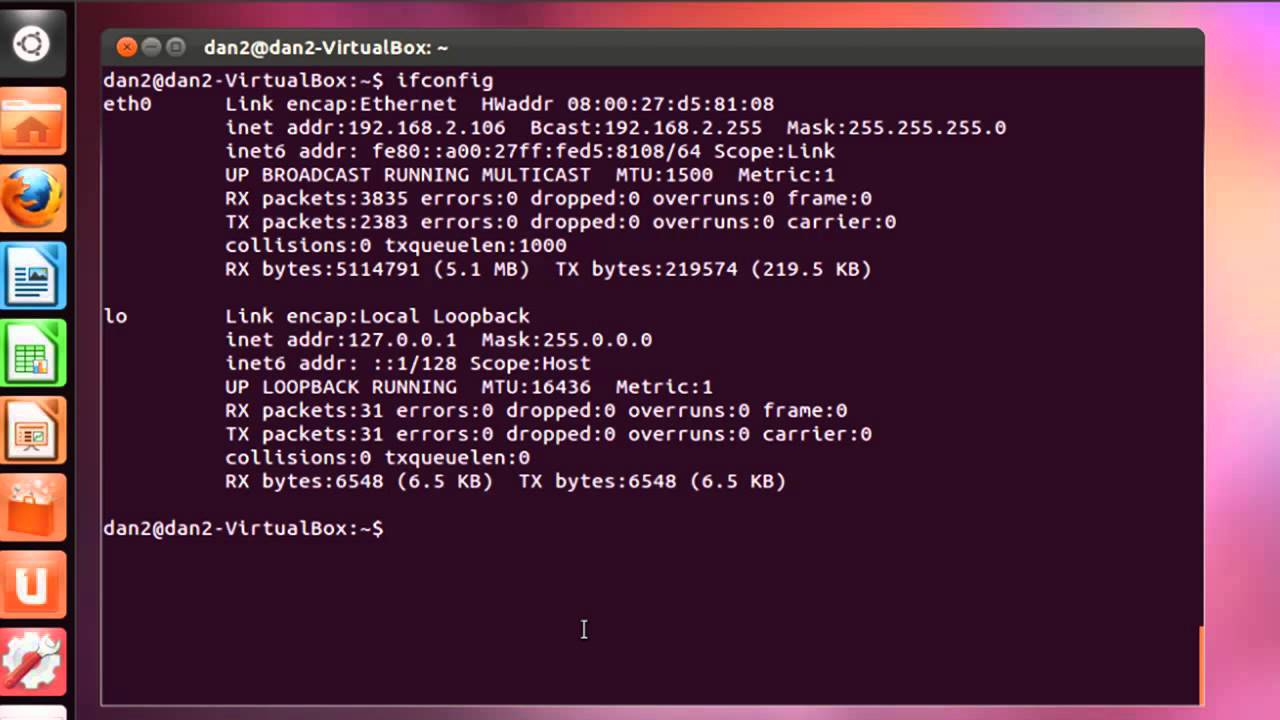 dan2@dan2-VirtualBox: ~
dan2@dan2-VirtualBox:~$ ifconfig
eth0      Link encap:Ethernet  HWaddr 08:00:27:d5:81:08
          inet addr:192.168.2.106  Bcast:192.168.2.255  Mask:255.255.255.0
          inet6 addr: fe80::a00:27ff:fed5:8108/64 Scope:Link
          UP BROADCAST RUNNING MULTICAST  MTU:1500  Metric:1
          RX packets:3835 errors:0 dropped:0 overruns:0 frame:0
          TX packets:2383 errors:0 dropped:0 overruns:0 carrier:0
          collisions:0 txqueuelen:1000
          RX bytes:5114791 (5.1 MB)  TX bytes:219574 (219.5 KB)
lo        Link encap:Local Loopback
          inet addr:127.0.0.1  Mask:255.0.0.0
          inet6 addr: ::1/128 Scope:Host
          UP LOOPBACK RUNNING  MTU:16436  Metric:1
          RX packets:31 errors:0 dropped:0 overruns:0 frame:0
          TX packets:31 errors:0 dropped:0 overruns:0 carrier:0
          collisions:0 txqueuelen:0
          RX bytes:6548 (6.5 KB)  TX bytes:6548 (6.5 KB)
dan2@dan2-VirtualBox:~$